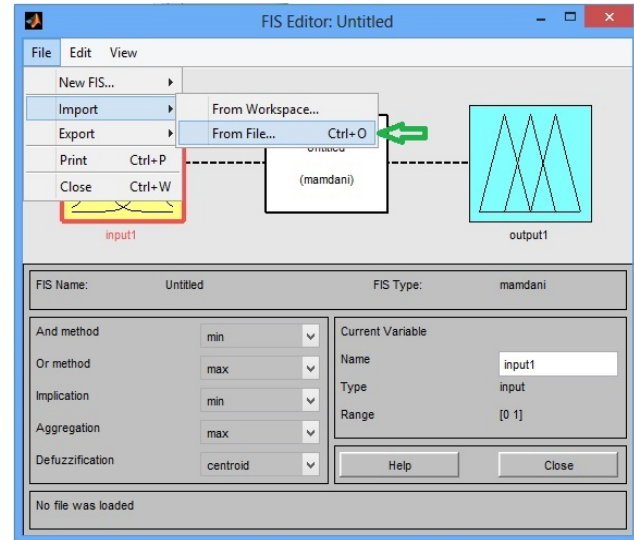 FIS Editor: Untitled
File Edit View
New FIS...
Import
From Workspace...
Export
From File... Ctrl+O
Print Ctrl+P
Close Ctrl+W
Untitled
(mamdani)
input1
output1
FIS Name: Untitled FIS Type: mamdani
And method min
Or method max
Implication min
Aggregation max
Defuzzification centroid
Current Variable
Name input1
Type input
Range [0 1]
Help Close
No file was loaded